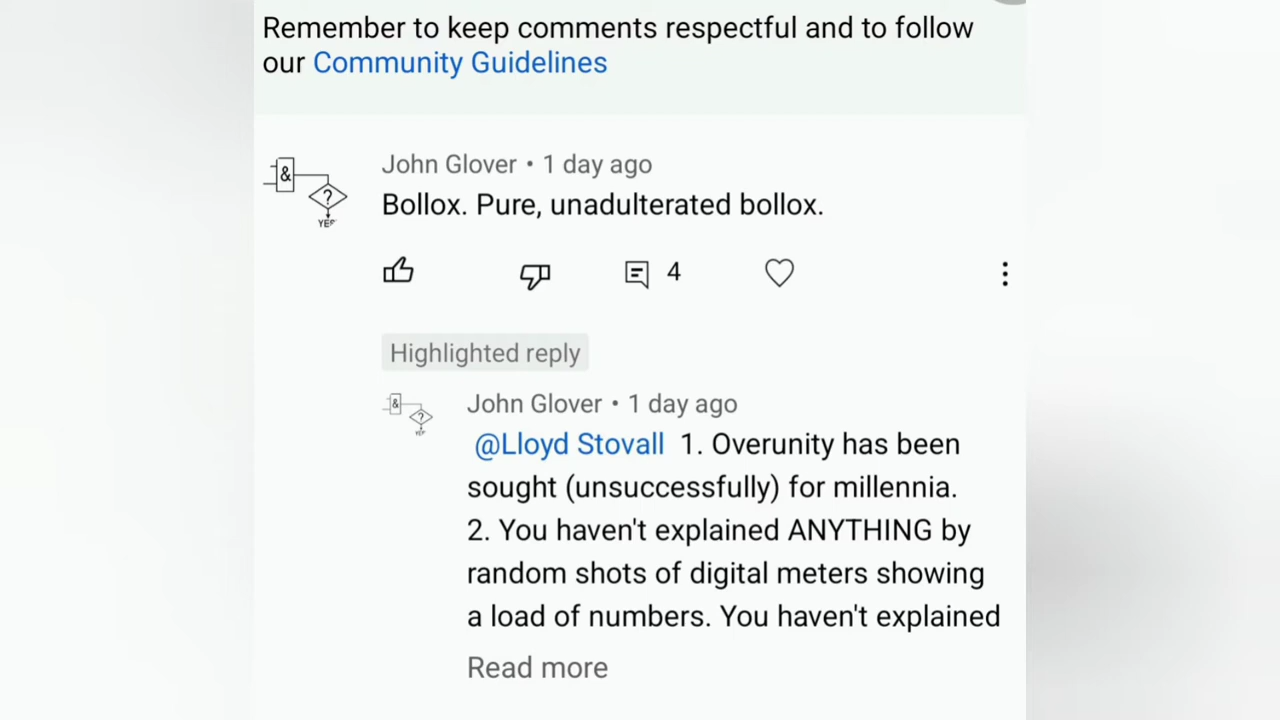 Remember to keep comments respectful and to follow
our Community Guidelines
&
?
YEP
John Glover • 1 day ago
Bollox. Pure, unadulterated bollox.
4
Highlighted reply
&
?
YEP
John Glover • 1 day ago
@Lloyd Stovall 1. Overunity has been
sought (unsuccessfully) for millennia.
2. You haven't explained ANYTHING by
random shots of digital meters showing
a load of numbers. You haven't explained
Read more